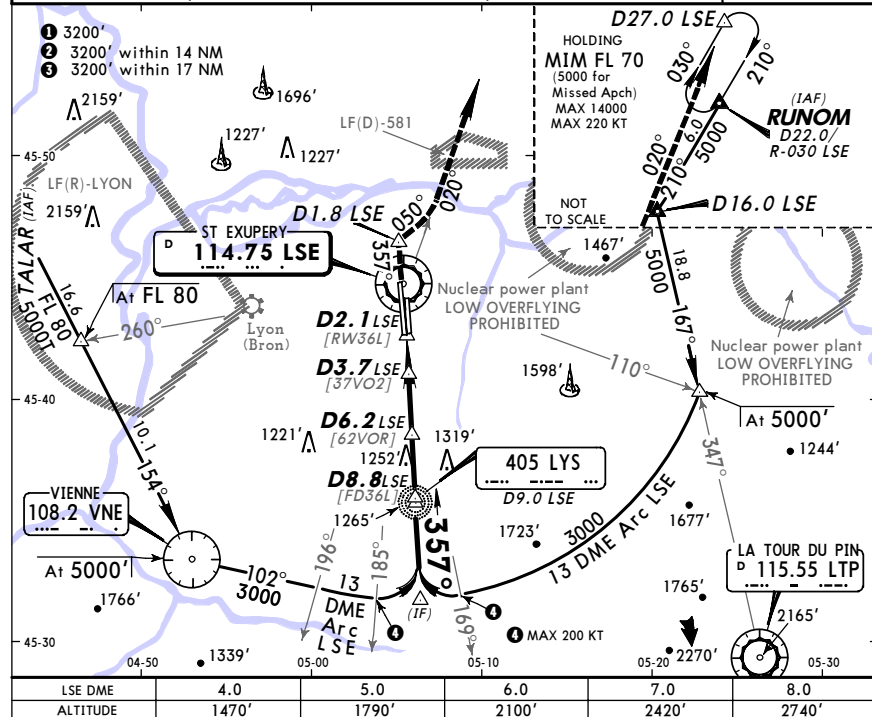 1 3200'
2 3200' within 14 NM
3 3200' within 17 NM
2159'
1696'
1227'
1227'
LF(D)-581
D27.0 LSE
HOLDING
MIM FL 70
(5000 for
Missed Apch)
MAX 14000
MAX 220 KT
030°
210°
(IAF)
RUNOM
D22.0/
R-030 LSE
6.0
020°
210°
5000
D16.0 LSE
NOT
TO SCALE
45-50
LF(R)-LYON
2159'
TALAR (IAF)
D1.8 LSE
050°
020°
357°
ST EXUPERY
D 114.75 LSE
1467'
18.8
5000
167°
Nuclear power plant
LOW OVERFLYING
PROHIBITED
16.6
FL 80
5000T
At FL 80
260°
Lyon
(Bron)
D2.1 LSE
[RW36L]
D3.7 LSE
[37VO2]
1598'
110°
Nuclear power plant
LOW OVERFLYING
PROHIBITED
45-40
At 5000'
D6.2 LSE
[62VOR]
1221'
1252'
1319'
1244'
347°
10.1
154°
D8.8 LSE
[FD36L]
1265'
405 LYS
D9.0 LSE
VIENNE
108.2 VNE
1723'
1677'
3000
13 DME Arc LSE
357°
At 5000'
196°
185°
169°
102°
3000
13
DME
Arc
LSE
4
4
(IF)
4 MAX 200 KT
LA TOUR DU PIN
D 115.55 LTP
1766'
1765'
2165'
45-30
1339'
2270'
04-50
05-00
05-10
05-20
05-30
LSE DME 4.0 5.0 6.0 7.0 8.0
ALTITUDE 1470' 1790' 2100' 2420' 2740'